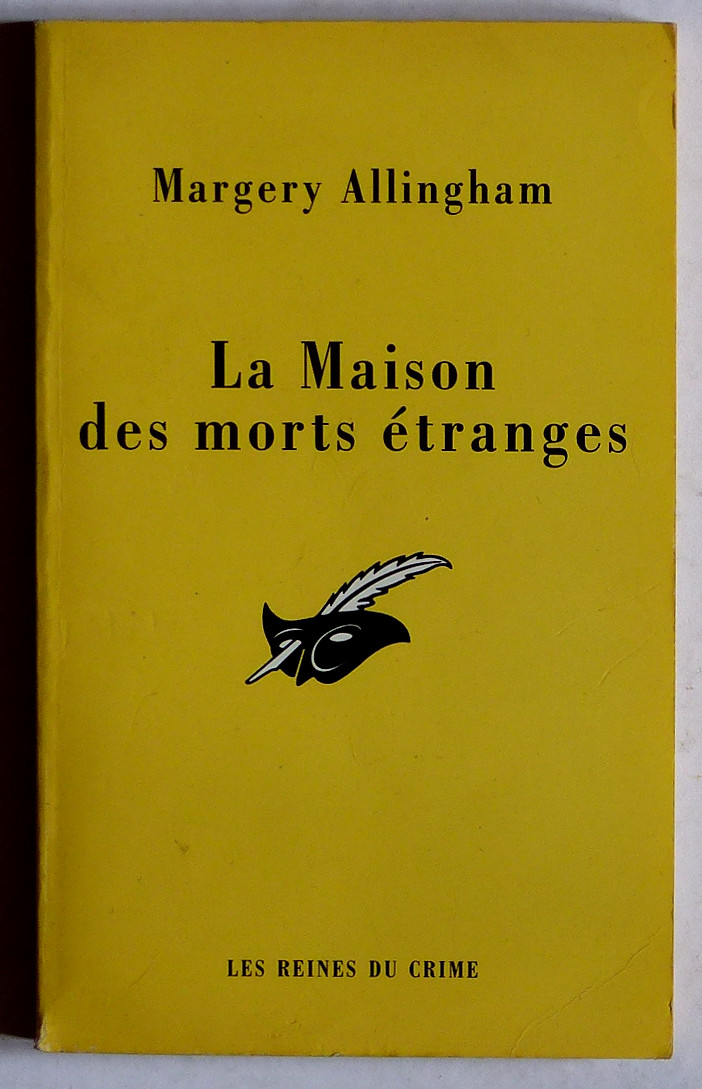 Margery Allingham
La Maison
des morts étranges
LES REINES DU CRIME